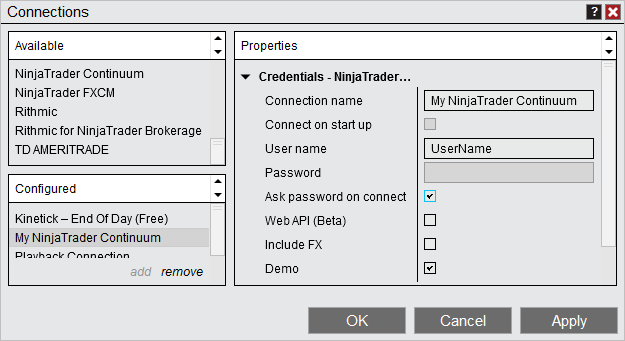 Connections
?
Available
NinjaTrader Continuum
NinjaTrader FXCM
Rithmic
Rithmic for NinjaTrader Brokerage
TD AMERITRADE
Configured
Kinetick – End Of Day (Free)
My NinjaTrader Continuum
Playback Connection
add remove
Properties
Credentials - NinjaTrader...
Connection name My NinjaTrader Continuum
Connect on start up
User name UserName
Password
Ask password on connect
Web API (Beta)
Include FX
Demo
OK Cancel Apply